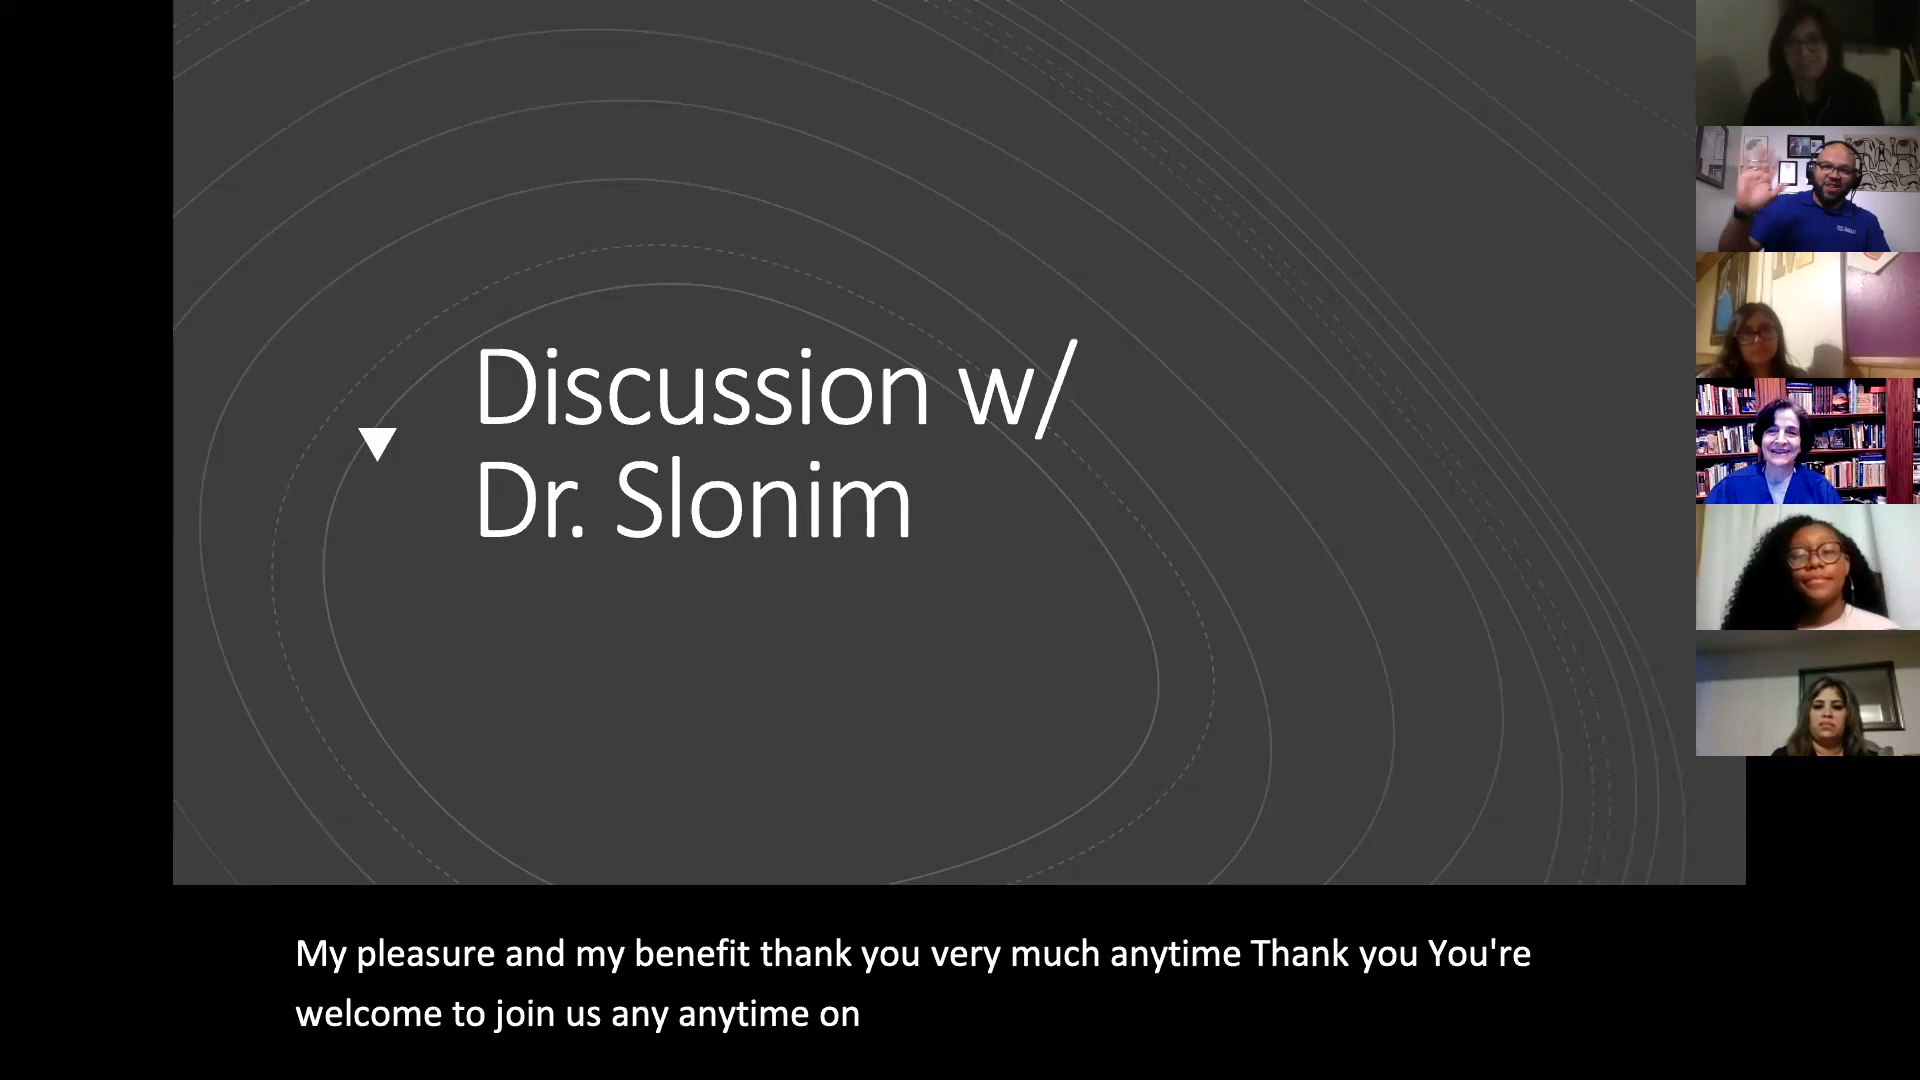 Discussion w/
Dr. Slonim
My pleasure and my benefit thank you very much anytime Thank you You're
welcome to join us any anytime on